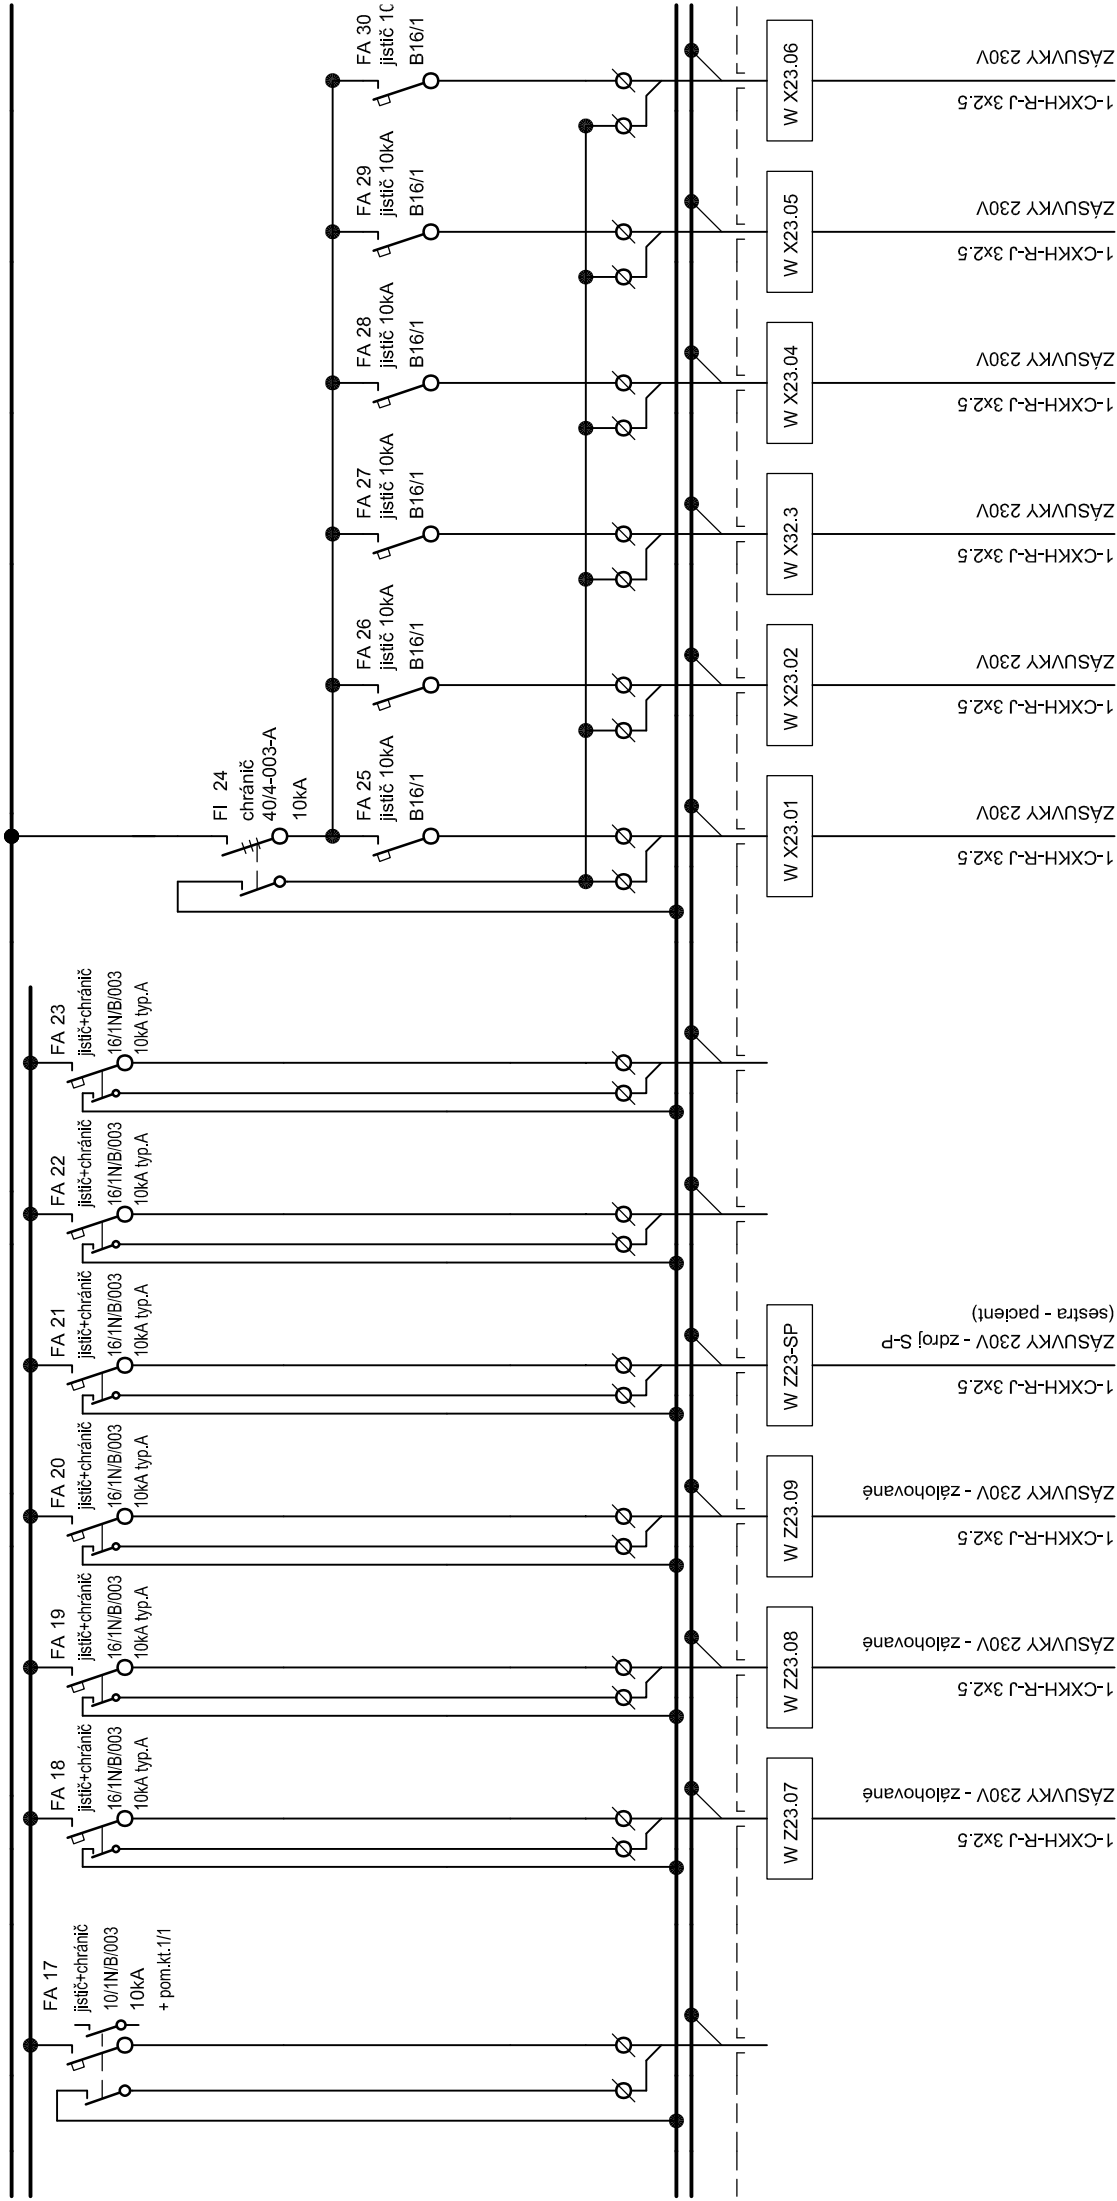 FA 17
jistič+chránič
10/1N/B/003
10kA
+ pom.kt.1/1
FA 18
jistič+chránič
16/1N/B/003
10kA typ.A
FA 19
jistič+chránič
16/1N/B/003
10kA typ.A
FA 20
jistič+chránič
16/1N/B/003
10kA typ.A
FA 21
jistič+chránič
16/1N/B/003
10kA typ.A
FA 22
jistič+chránič
16/1N/B/003
10kA typ.A
FA 23
jistič+chránič
16/1N/B/003
10kA typ.A
FI 24
chránič
40/4-003-A
10kA
FA 25
jistič 10kA
B16/1
FA 26
jistič 10kA
B16/1
FA 27
jistič 10kA
B16/1
FA 28
jistič 10kA
B16/1
FA 29
jistič 10kA
B16/1
FA 30
jistič 10
B16/1
W Z23.07
W Z23.08
W Z23.09
W Z23-SP
W X23.01
W X23.02
W X32.3
W X23.04
W X23.05
W X23.06
1-CXKH-R-J 3x2.5
ZÁSUVKY 230V - zálohované
1-CXKH-R-J 3x2.5
ZÁSUVKY 230V - zálohované
1-CXKH-R-J 3x2.5
ZÁSUVKY 230V - zálohované
1-CXKH-R-J 3x2.5
ZÁSUVKY 230V - zdroj S-P
(sestra - pacient)
1-CXKH-R-J 3x2.5
ZÁSUVKY 230V
1-CXKH-R-J 3x2.5
ZÁSUVKY 230V
1-CXKH-R-J 3x2.5
ZÁSUVKY 230V
1-CXKH-R-J 3x2.5
ZÁSUVKY 230V
1-CXKH-R-J 3x2.5
ZÁSUVKY 230V
1-CXKH-R-J 3x2.5
ZÁSUVKY 230V